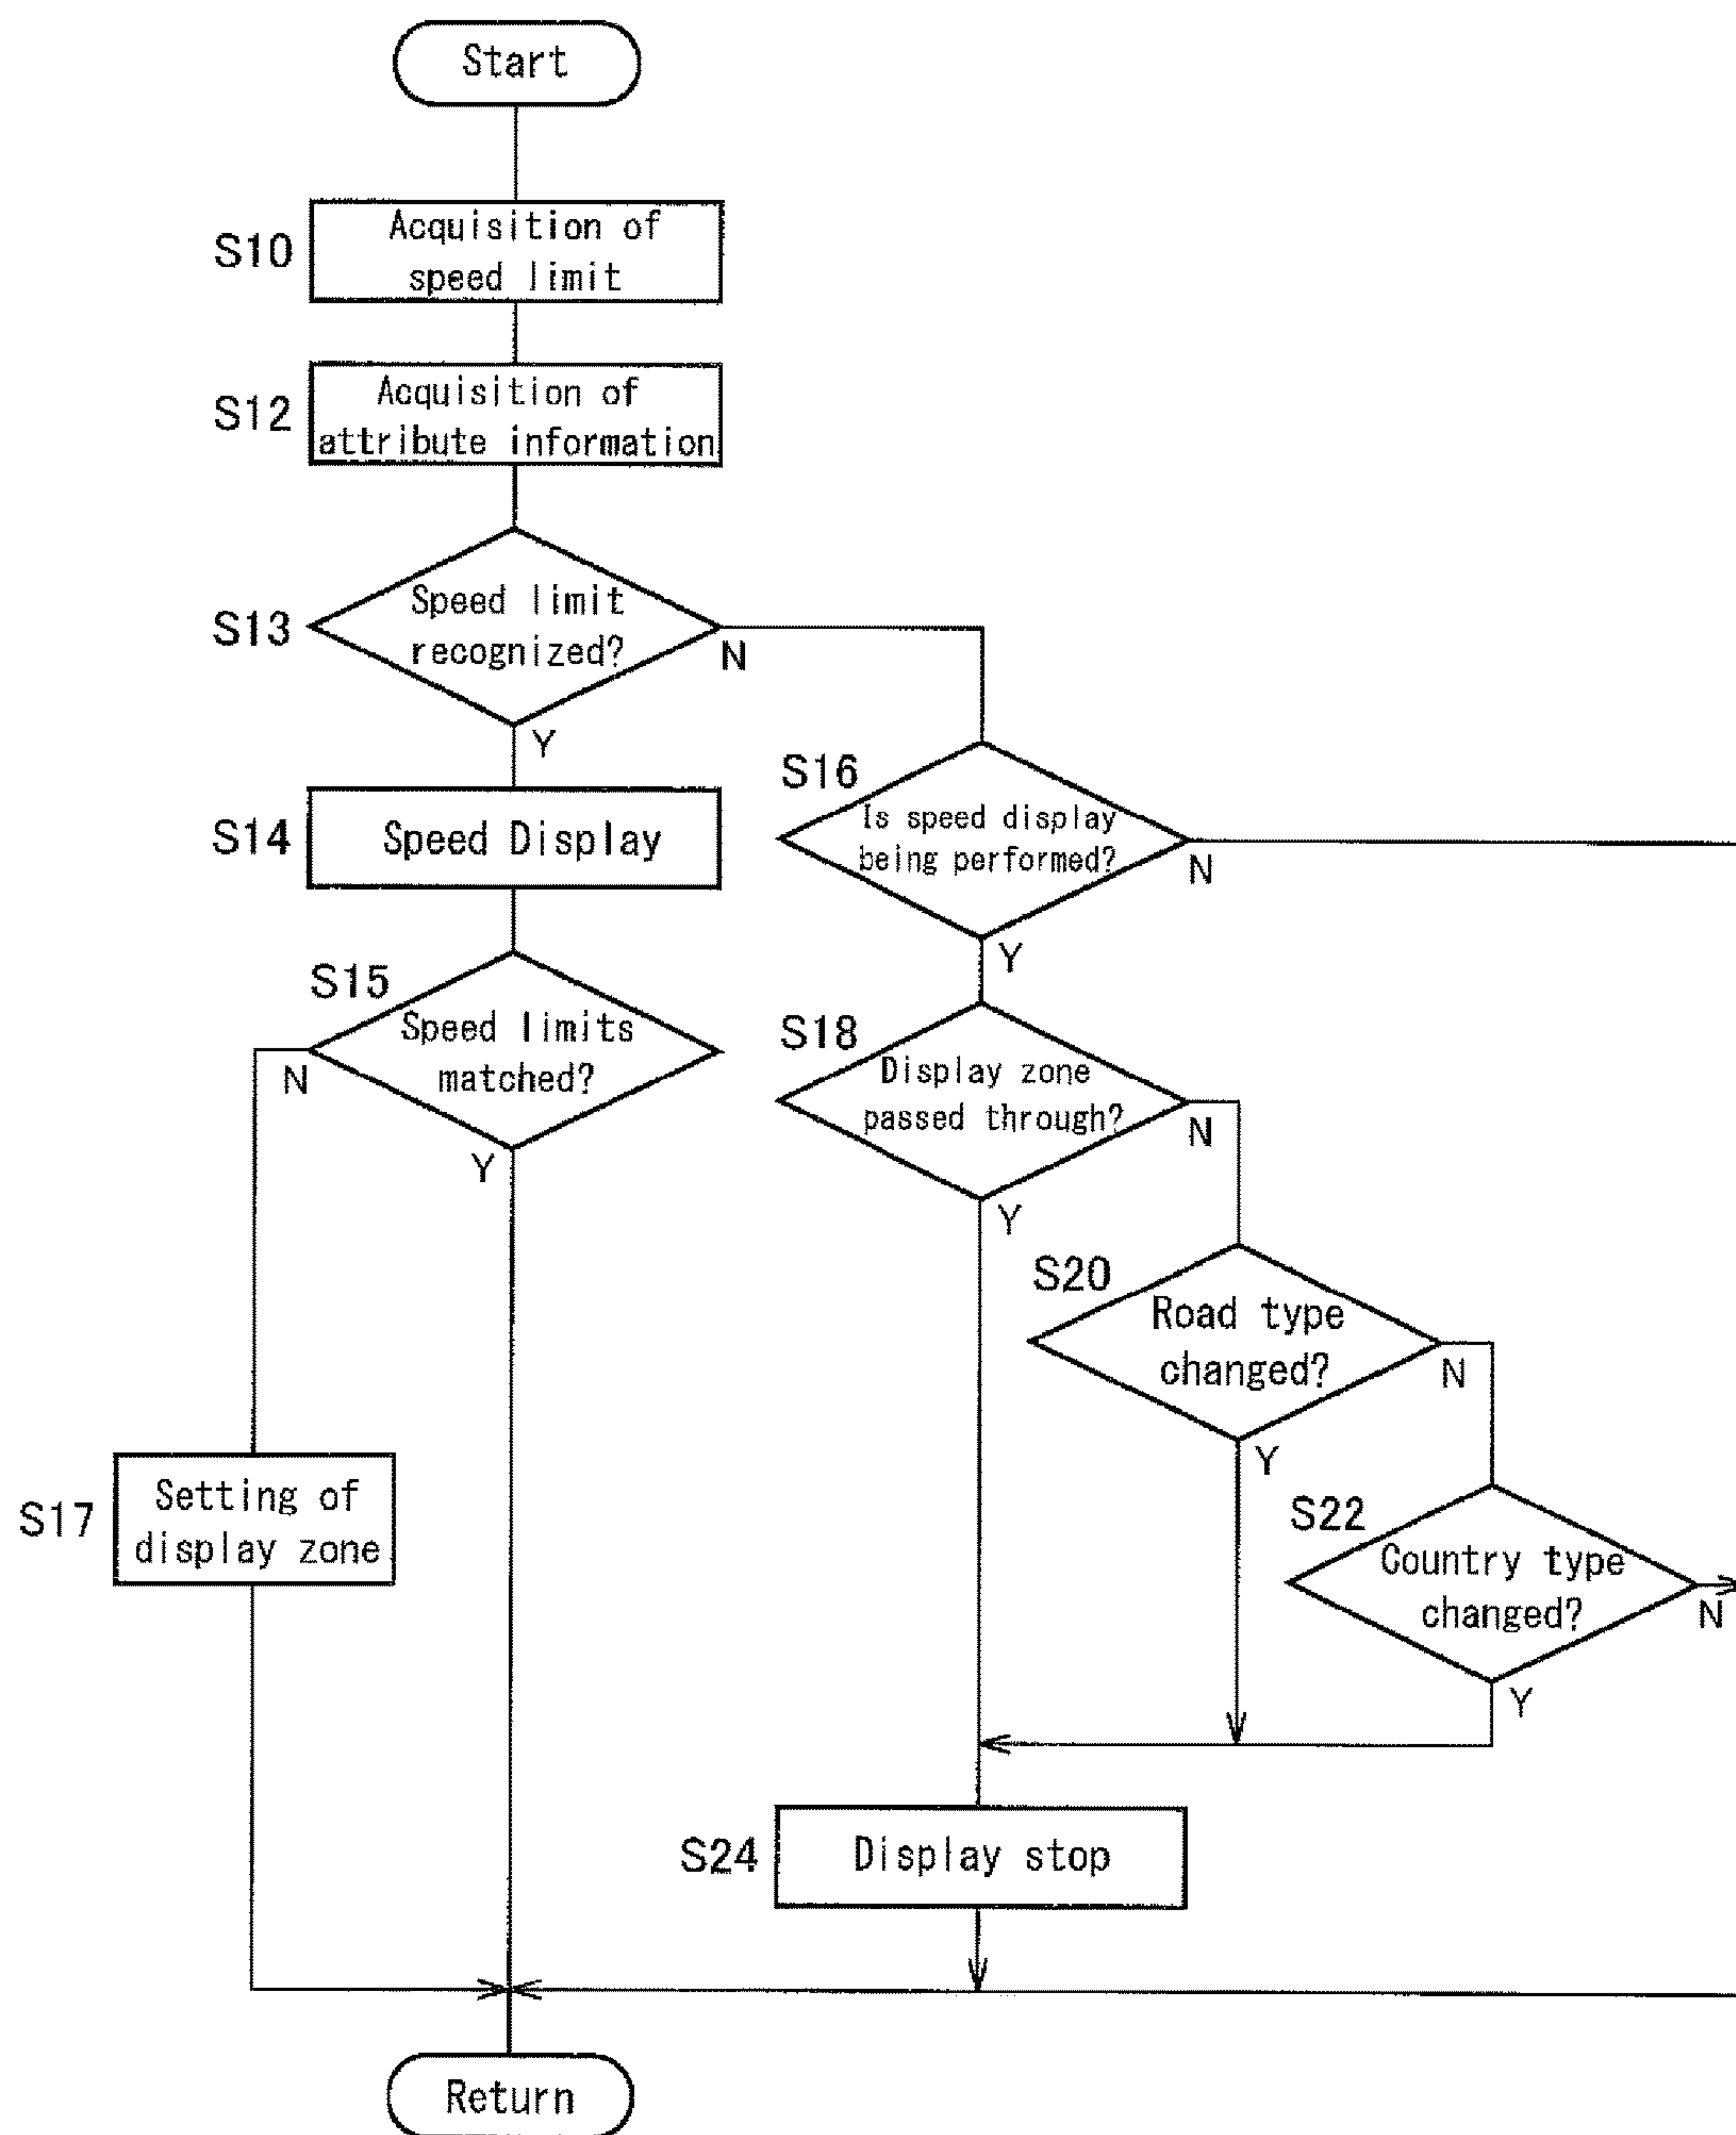 Start
S10
Acquisition of
speed limit
S12
Acquisition of
attribute information
S13
Speed limit
recognized?
N
Y
S14
Speed Display
S15
Speed limits
matched?
N
Y
S17
Setting of
display zone
S16
Is speed display
being performed?
N
Y
S18
Display zone
passed through?
N
Y
S20
Road type
changed?
N
Y
S22
Country type
changed?
N
Y
S24
Display stop
Return